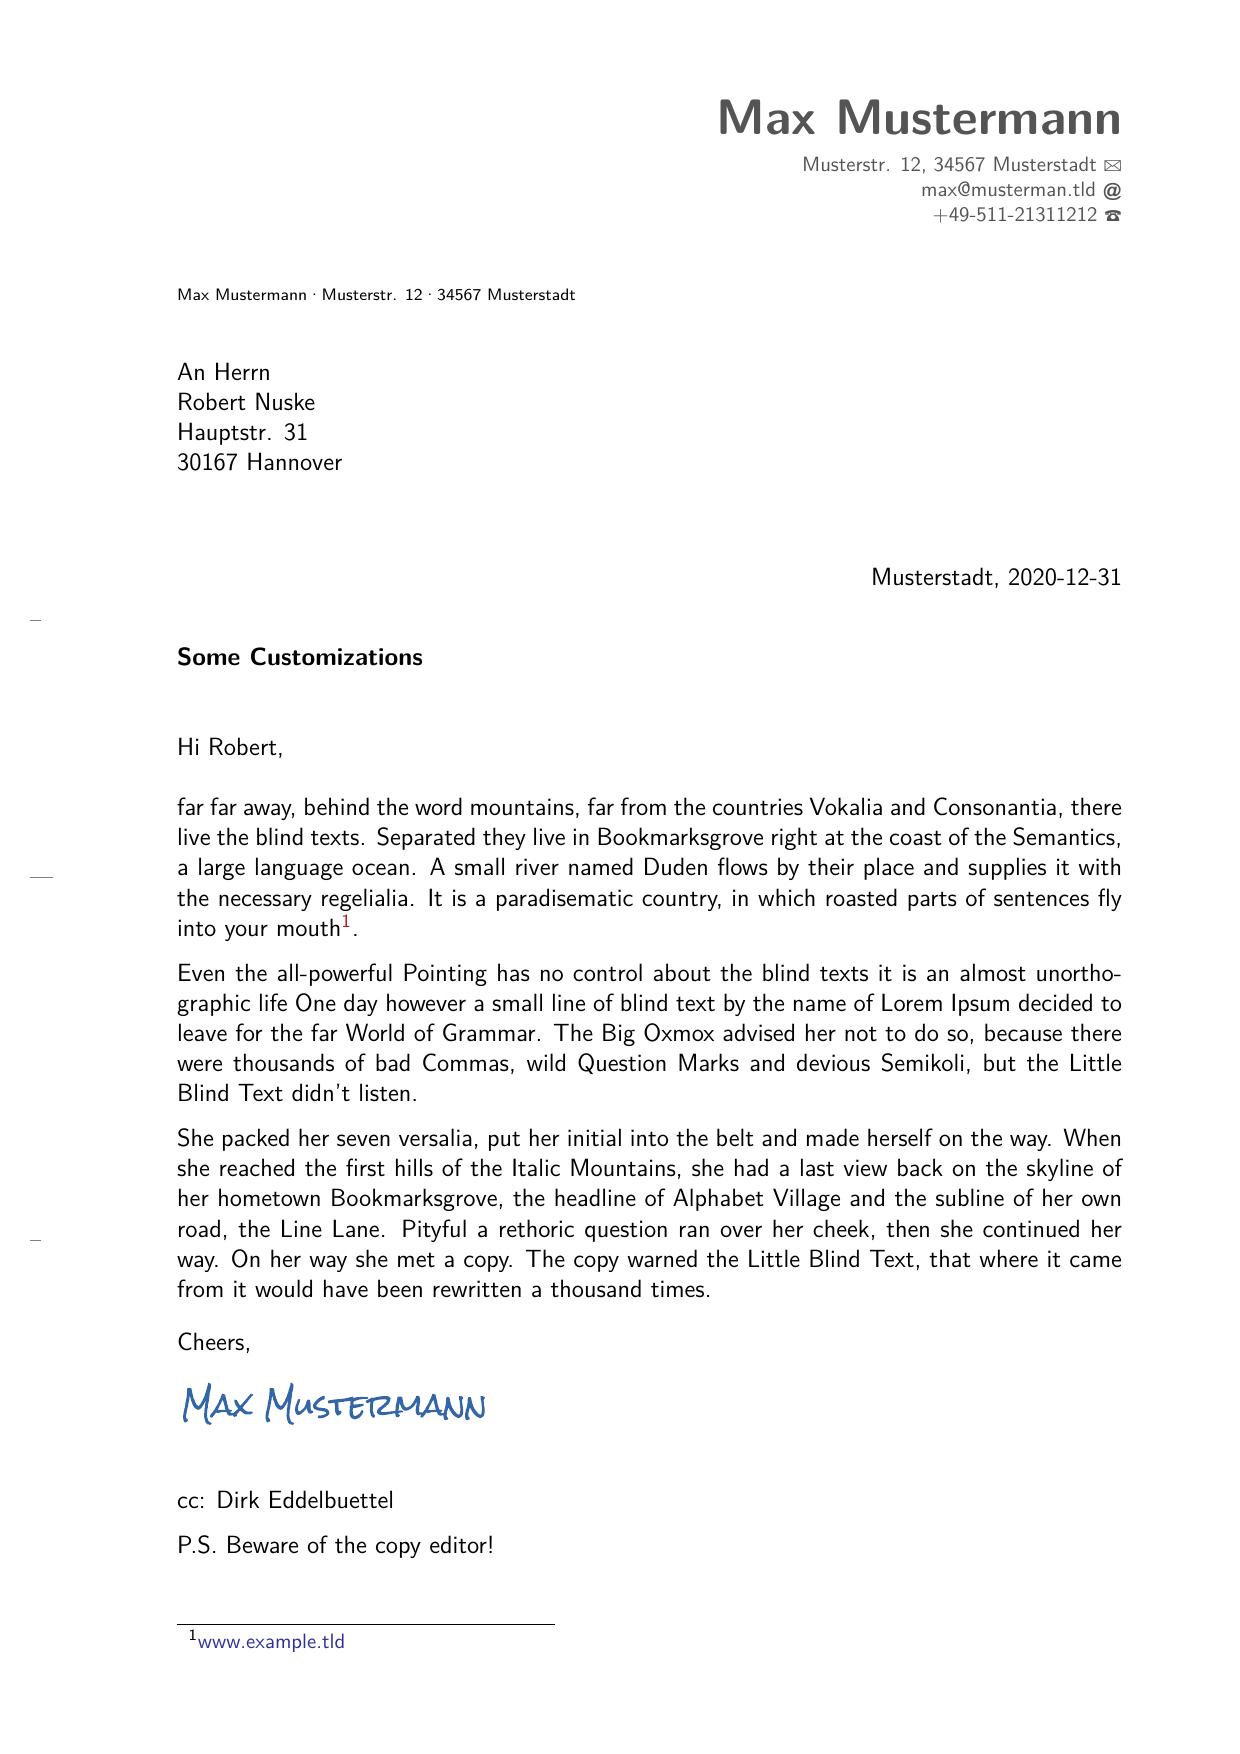 Max Mustermann
Musterstr. 12, 34567 Musterstadt ✉
max@musterman.tld @
+49-511-21311212 ☎
Max Mustermann · Musterstr. 12 · 34567 Musterstadt
An Herrn
Robert Nuske
Hauptstr. 31
30167 Hannover
Musterstadt, 2020-12-31
Some Customizations
Hi Robert,
far far away, behind the word mountains, far from the countries Vokalia and Consonantia, there
live the blind texts. Separated they live in Bookmarksgrove right at the coast of the Semantics,
a large language ocean. A small river named Duden flows by their place and supplies it with
the necessary regelialia. It is a paradisematic country, in which roasted parts of sentences fly
into your mouth¹.
Even the all-powerful Pointing has no control about the blind texts it is an almost unortho-
graphic life One day however a small line of blind text by the name of Lorem Ipsum decided to
leave for the far World of Grammar. The Big Oxmox advised her not to do so, because there
were thousands of bad Commas, wild Question Marks and devious Semikoli, but the Little
Blind Text didn't listen.
She packed her seven versalia, put her initial into the belt and made herself on the way. When
she reached the first hills of the Italic Mountains, she had a last view back on the skyline of
her hometown Bookmarksgrove, the headline of Alphabet Village and the subline of her own
road, the Line Lane. Pityful a rethoric question ran over her cheek, then she continued her
way. On her way she met a copy. The copy warned the Little Blind Text, that where it came
from it would have been rewritten a thousand times.
Cheers,
Max Mustermann
cc: Dirk Eddelbuettel
P.S. Beware of the copy editor!
¹www.example.tld